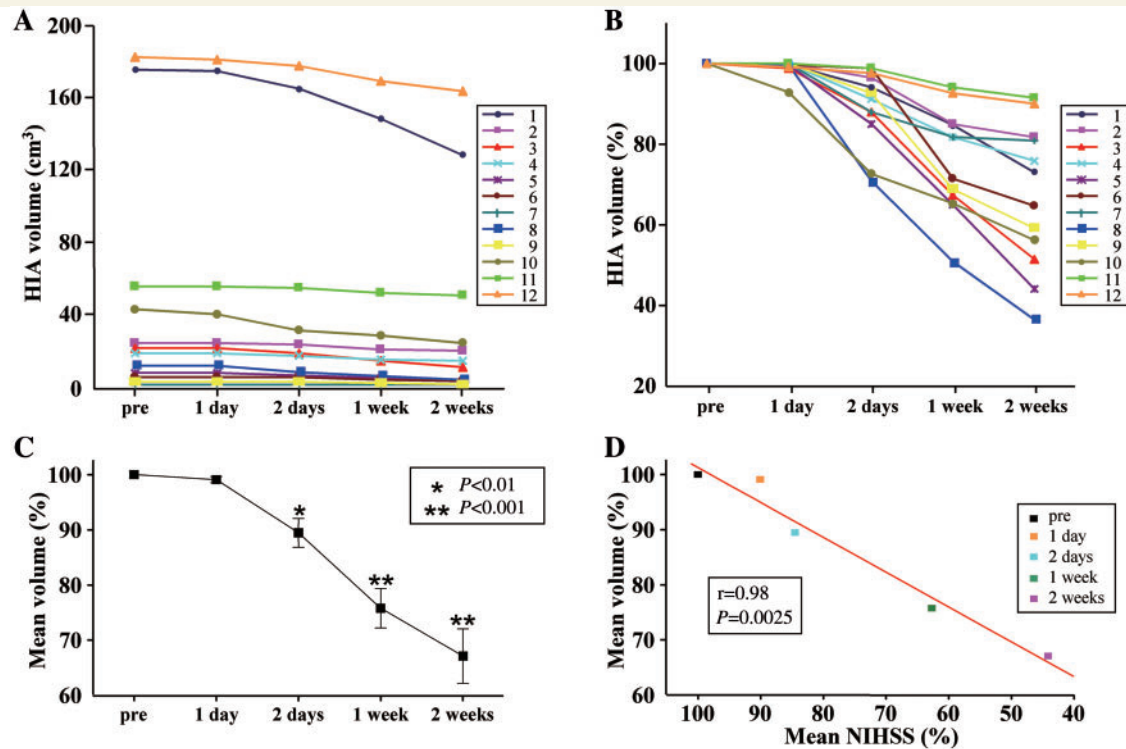 A
HIA volume (cm³)
200
160
120
80
40
0
pre 1 day 2 days 1 week 2 weeks
1
2
3
4
5
6
7
8
9
10
11
12
B
HIA volume (%)
100
80
60
40
20
pre 1 day 2 days 1 week 2 weeks
1
2
3
4
5
6
7
8
9
10
11
12
C
Mean volume (%)
100
90
80
70
60
* P<0.01
** P<0.001
*
**
**
pre 1 day 2 days 1 week 2 weeks
D
Mean volume (%)
100
90
80
70
60
pre
1 day
2 days
1 week
2 weeks
r=0.98
P=0.0025
100 90 80 70 60 50 40
Mean NIHSS (%)